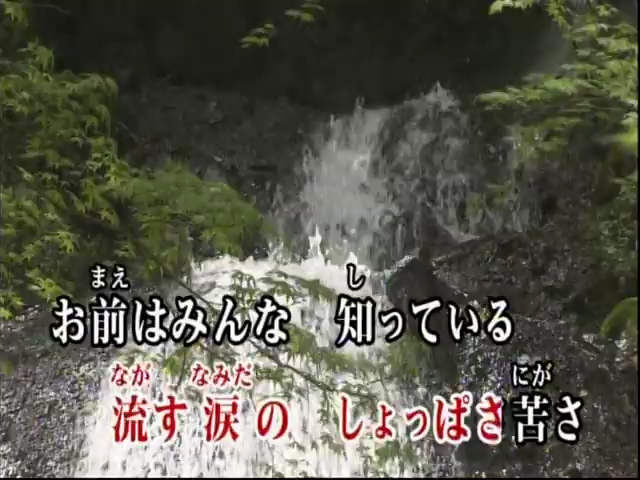 まえ し
お前はみんな 知っている
なが なみだ にが
流す涙の しょっぱさ苦さ